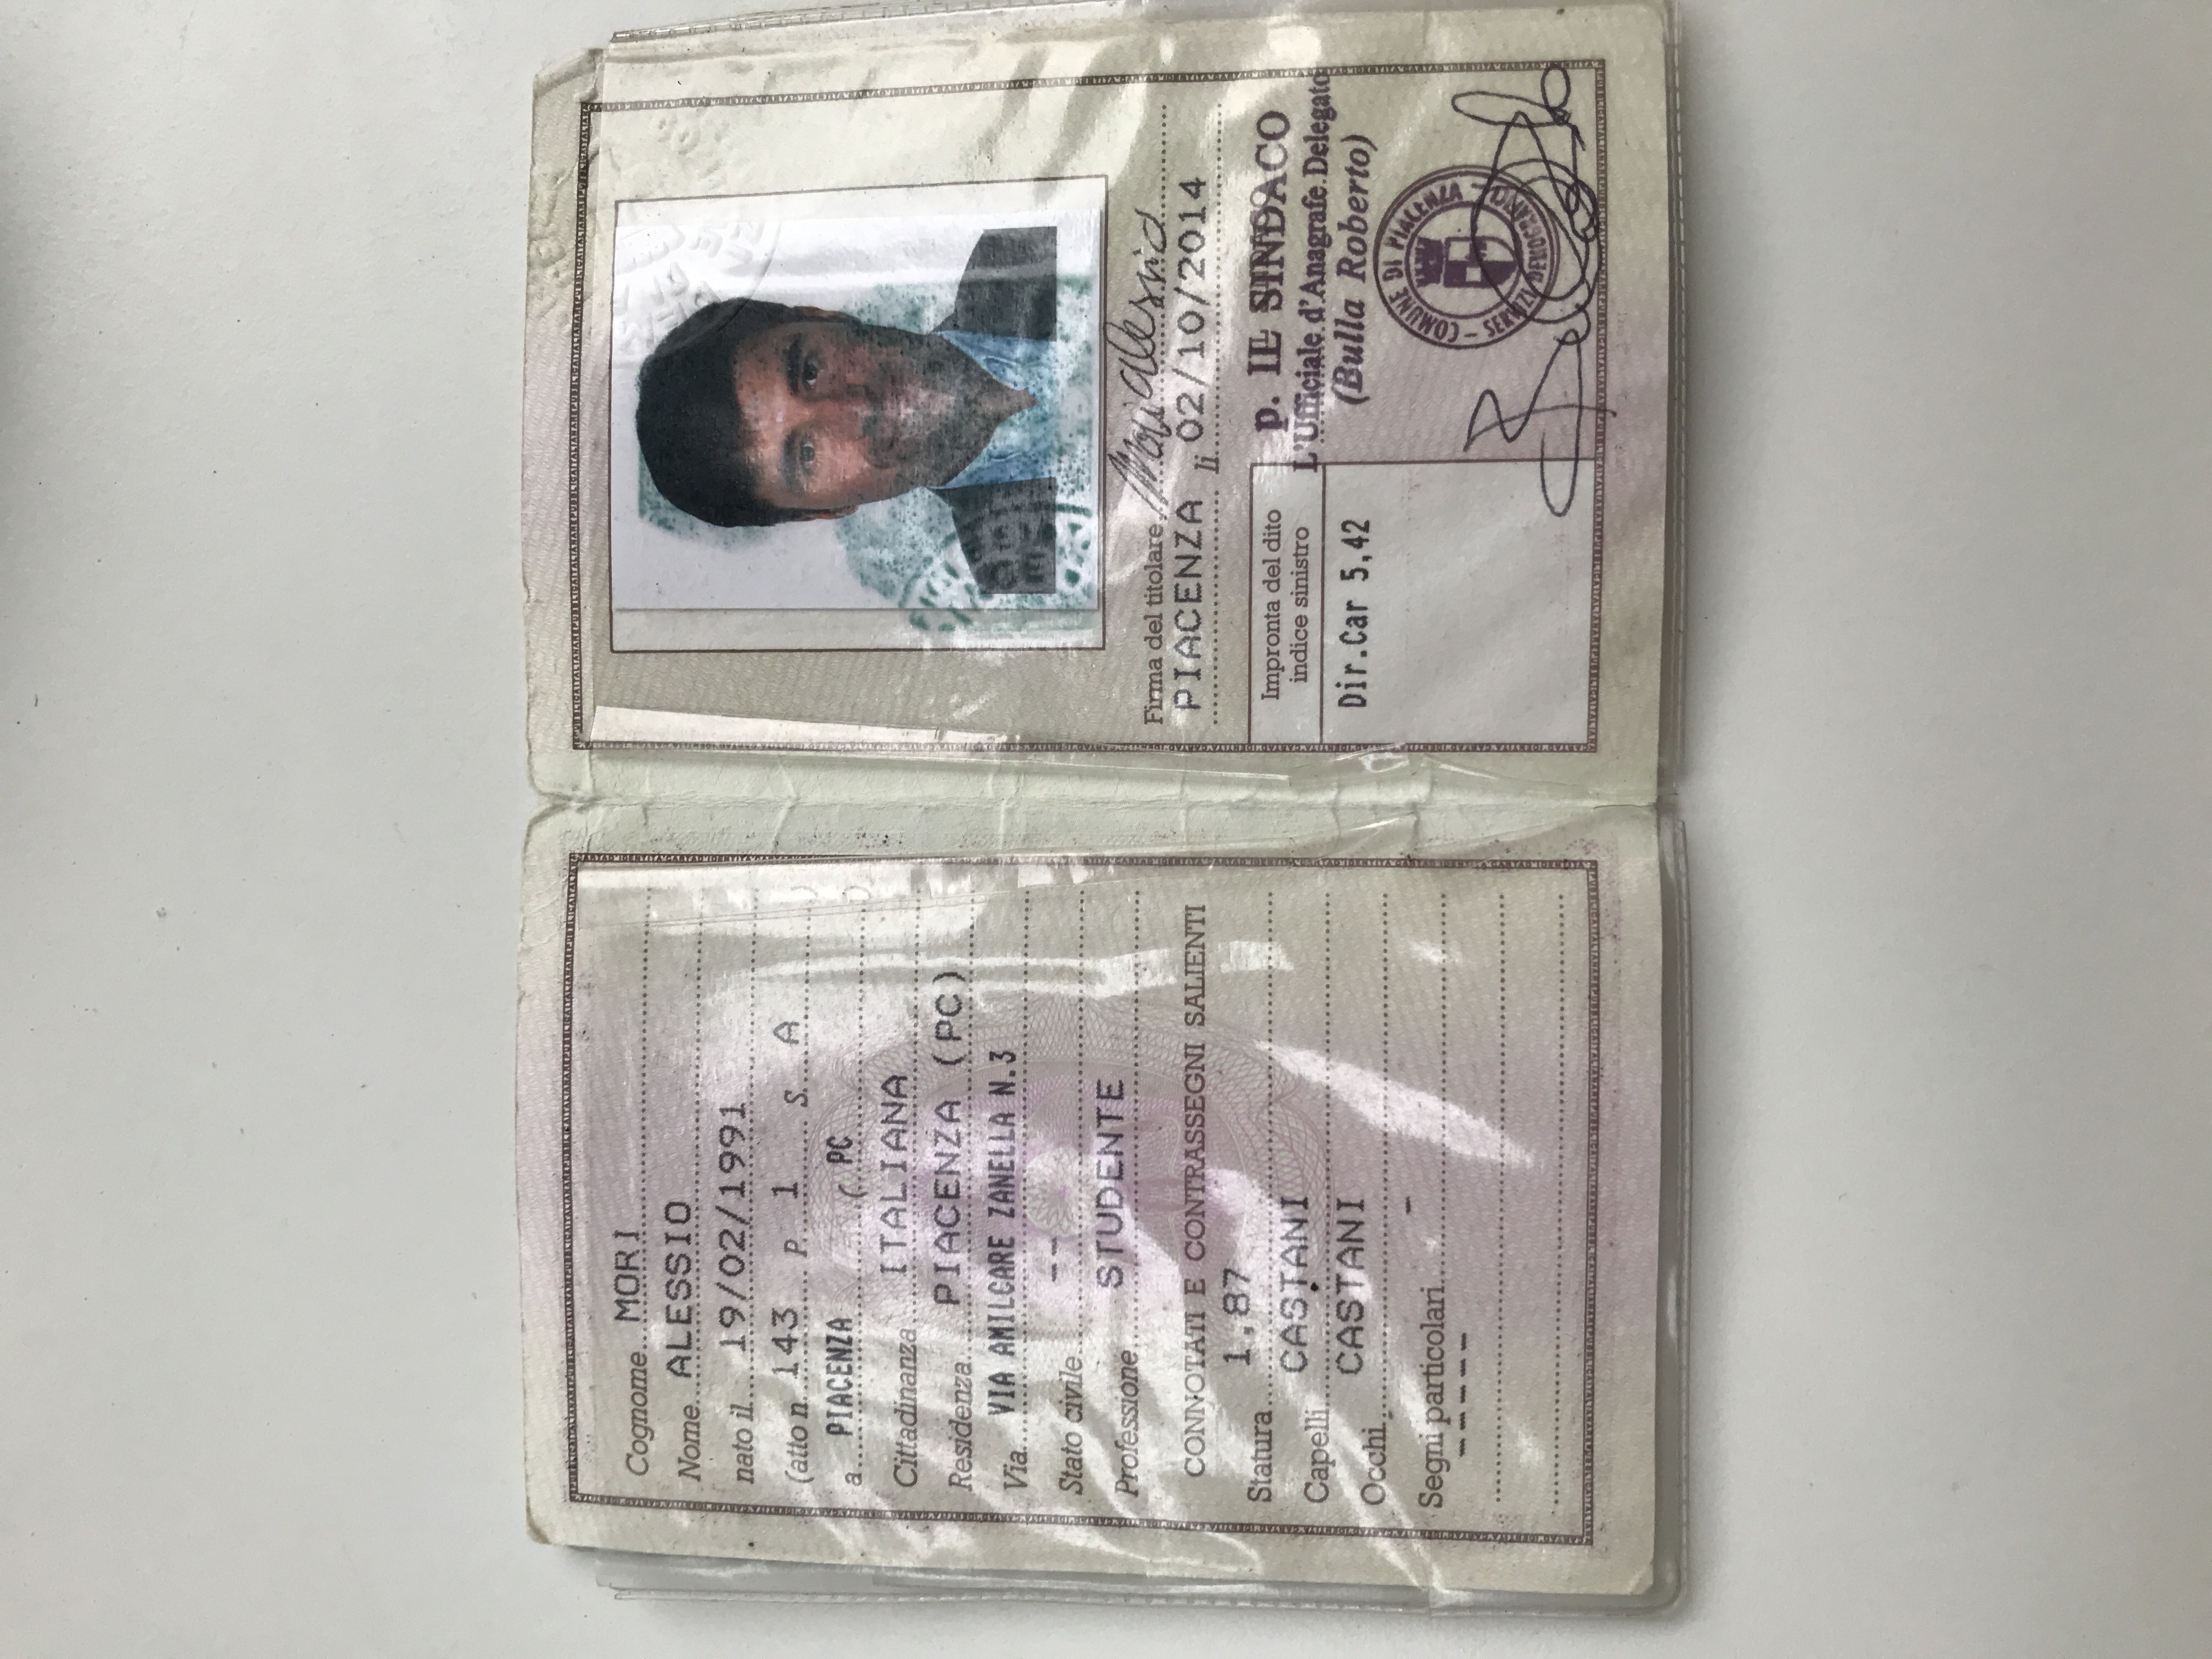 Cognome MORI
Nome ALESSIO
nato il 19/02/1991
(atto n. 143 P. 1 S. A )
a PIACENZA ( PC )
Cittadinanza ITALIANA
Residenza PIACENZA (PC)
Via VIA AMILCARE ZANELLA N.3
Stato civile --
Professione STUDENTE
CONNOTATI E CONTRASSEGNI SALIENTI
Statura 1,87
Capelli CASTANI
Occhi CASTANI
Segni particolari -
-----
Firma del titolare Mori Alessio
PIACENZA li 02/10/2014
Impronta del dito
indice sinistro
Dir.Car 5,42
p. IL SINDACO
L'Ufficiale d'Anagrafe Delegato
(Bulla Roberto)
COMUNE DI PIACENZA
SERVIZI DEMOGRAFICI